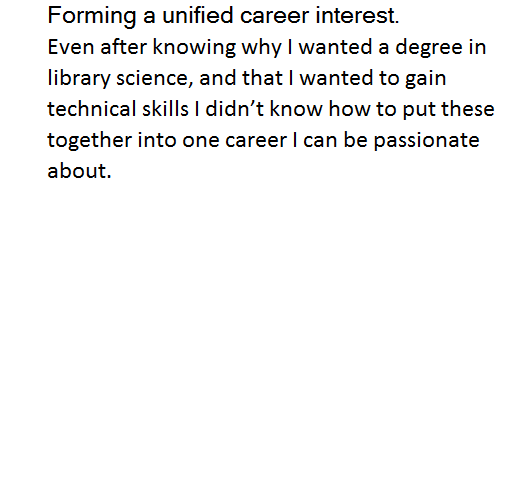 Forming a unified career interest.
Even after knowing why I wanted a degree in
library science, and that I wanted to gain
technical skills I didn’t know how to put these
together into one career I can be passionate
about.